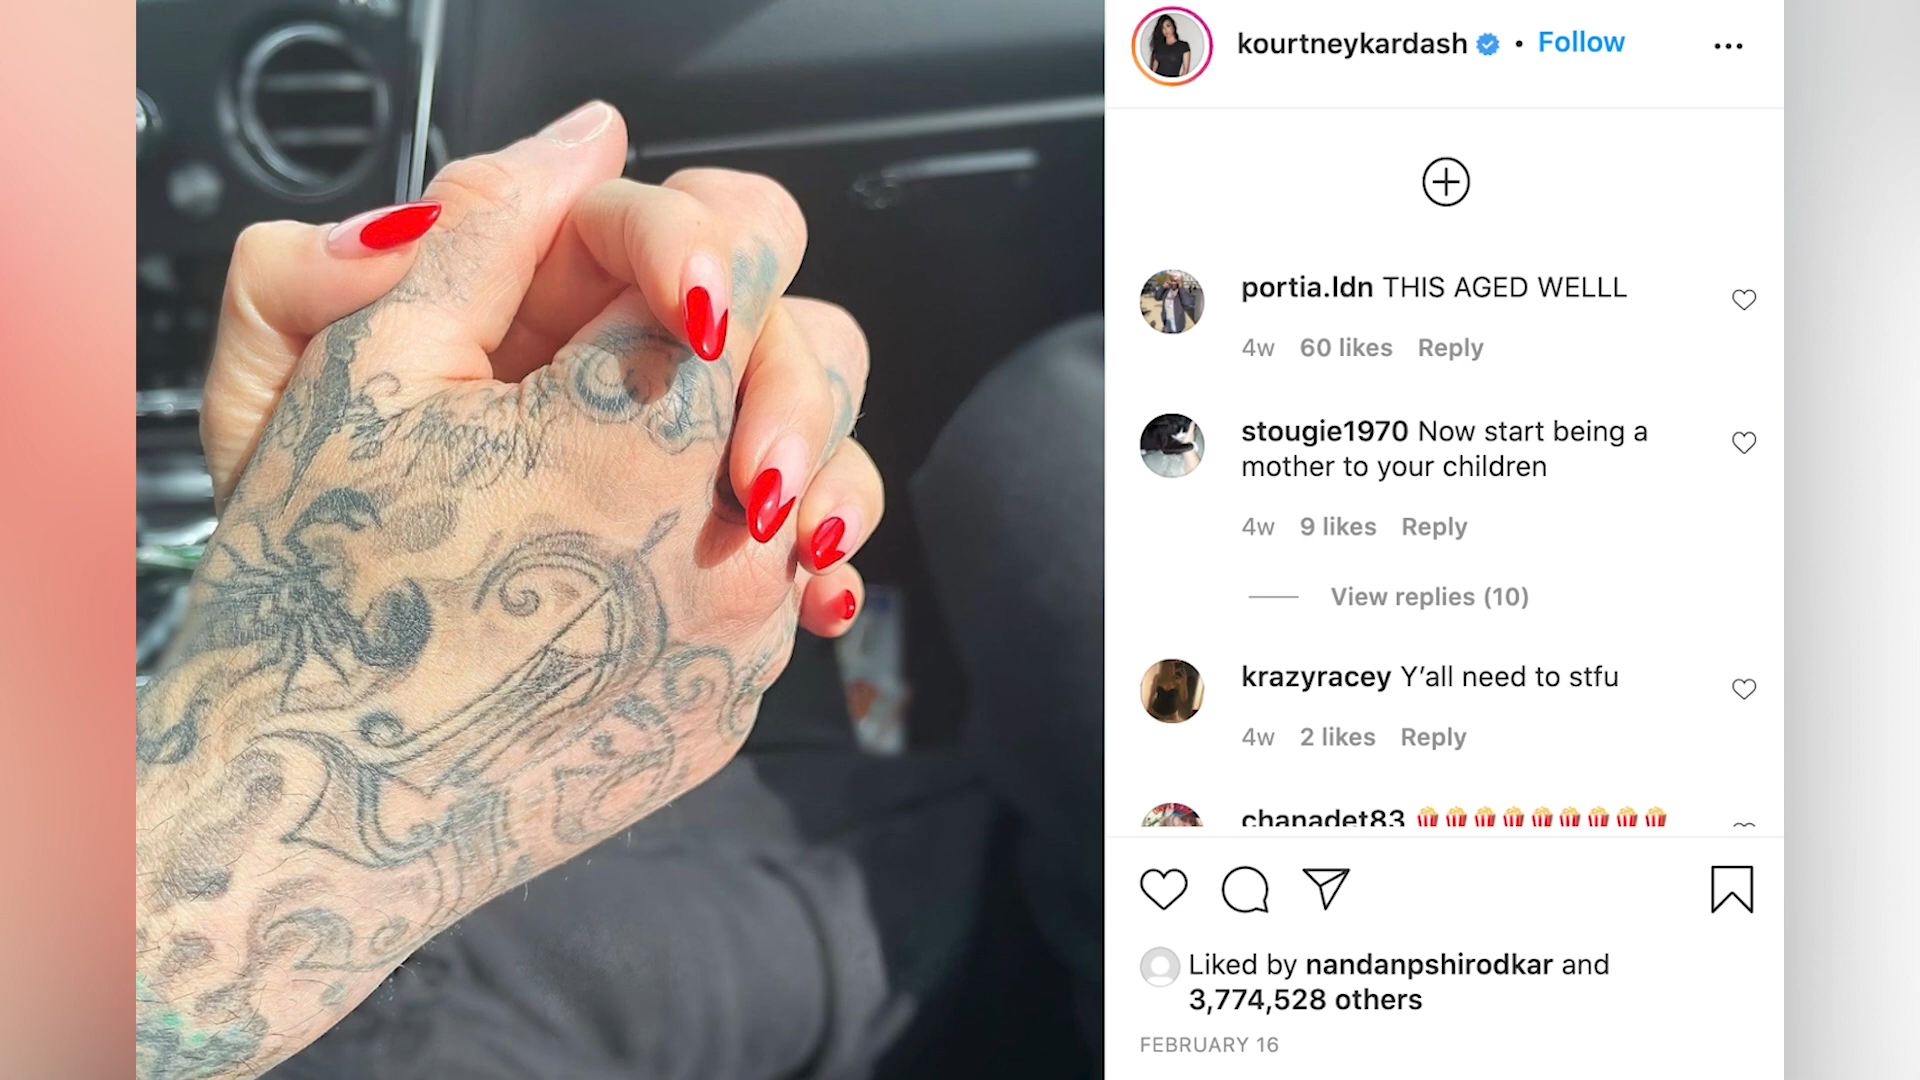 kourtneykardash • Follow
portia.ldn THIS AGED WELLL
4w 60 likes Reply
stougie1970 Now start being a
mother to your children
4w 9 likes Reply
View replies (10)
krazyracey Y’all need to stfu
4w 2 likes Reply
chanadet83 🍿🍿🍿🍿🍿🍿🍿🍿🍿
Liked by nandanpshirodkar and
3,774,528 others
FEBRUARY 16